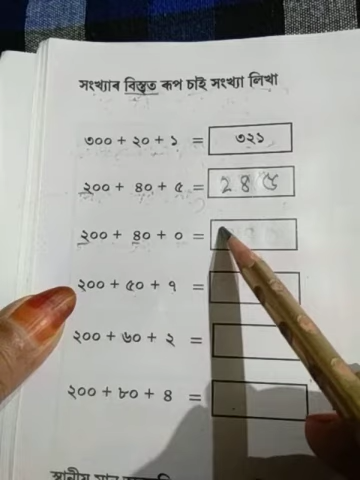 সংখ্যাৰ বিস্তৃত ৰূপ চাই সংখ্যা লিখা
৩০০ + ২০ + ১ = ৩২১
২০০ + ৪০ + ৫ = ২৪৫
২০০ + ৪০ + ০ =
২০০ + ৫০ + ৭ =
২০০ + ৬০ + ২ =
২০০ + ৮০ + ৪ =